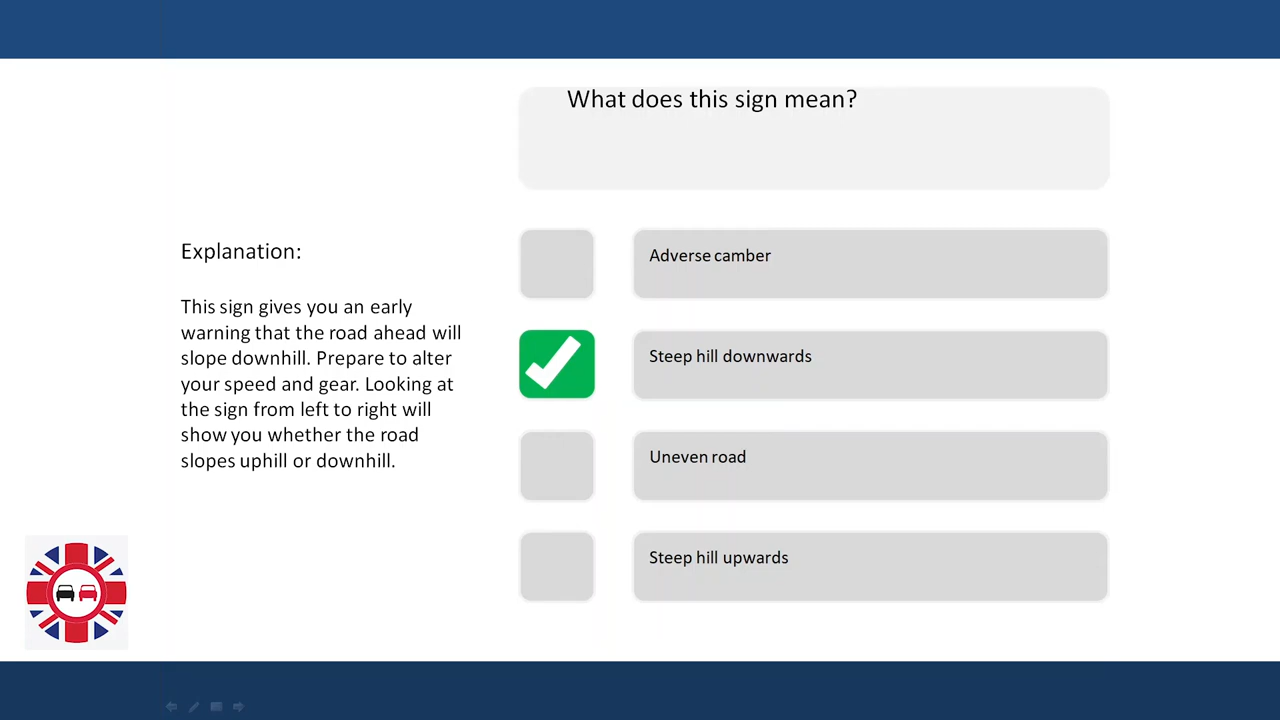 What does this sign mean?
Explanation:
This sign gives you an early
warning that the road ahead will
slope downhill. Prepare to alter
your speed and gear. Looking at
the sign from left to right will
show you whether the road
slopes uphill or downhill.
Adverse camber
Steep hill downwards
Uneven road
Steep hill upwards